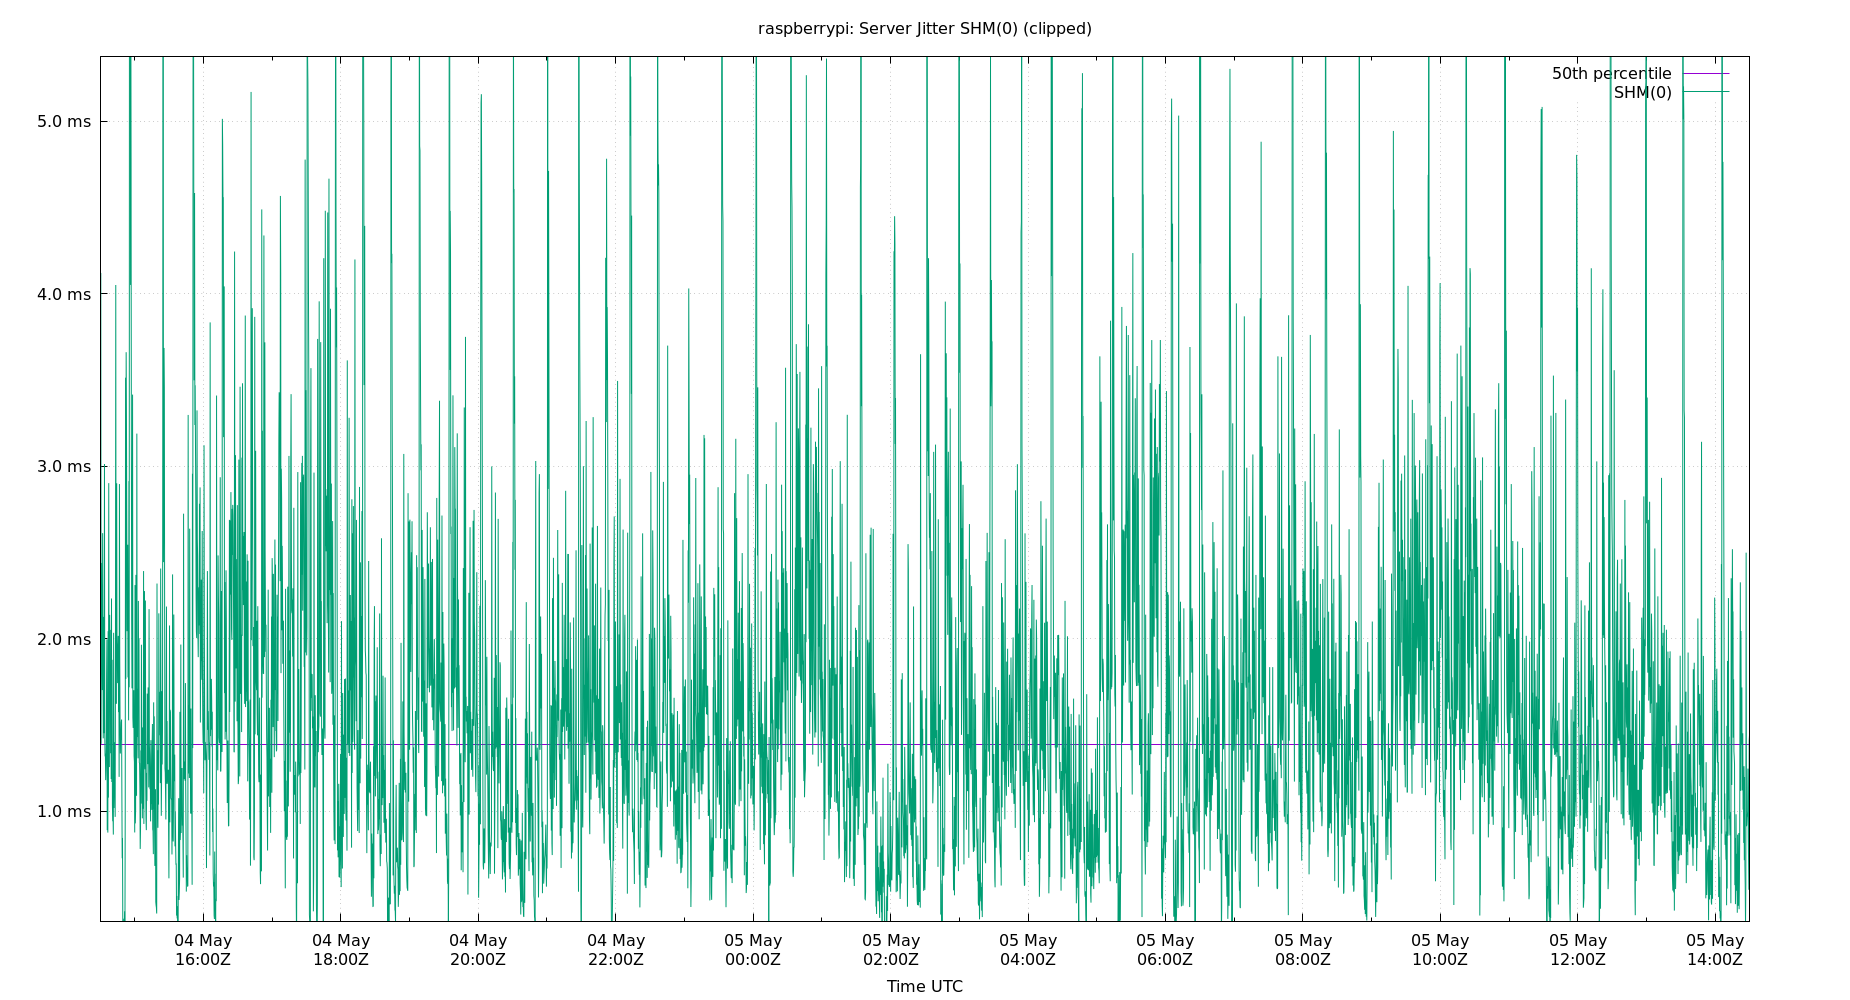 raspberrypi: Server Jitter SHM(0) (clipped)
50th percentile
SHM(0)
5.0 ms
4.0 ms
3.0 ms
2.0 ms
1.0 ms
04 May 04 May 04 May 04 May 05 May 05 May 05 May 05 May 05 May 05 May 05 May 05 May
16:00Z 18:00Z 20:00Z 22:00Z 00:00Z 02:00Z 04:00Z 06:00Z 08:00Z 10:00Z 12:00Z 14:00Z
Time UTC